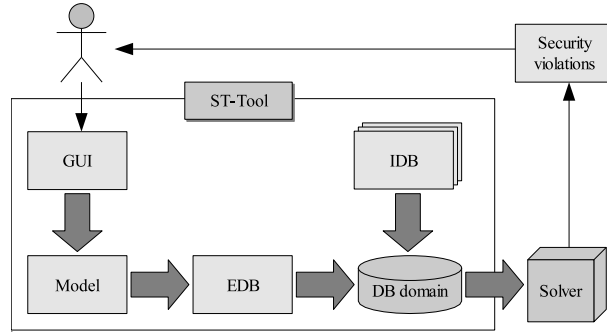 Security
violations
ST-Tool
GUI
IDB
Model
EDB
DB domain
Solver